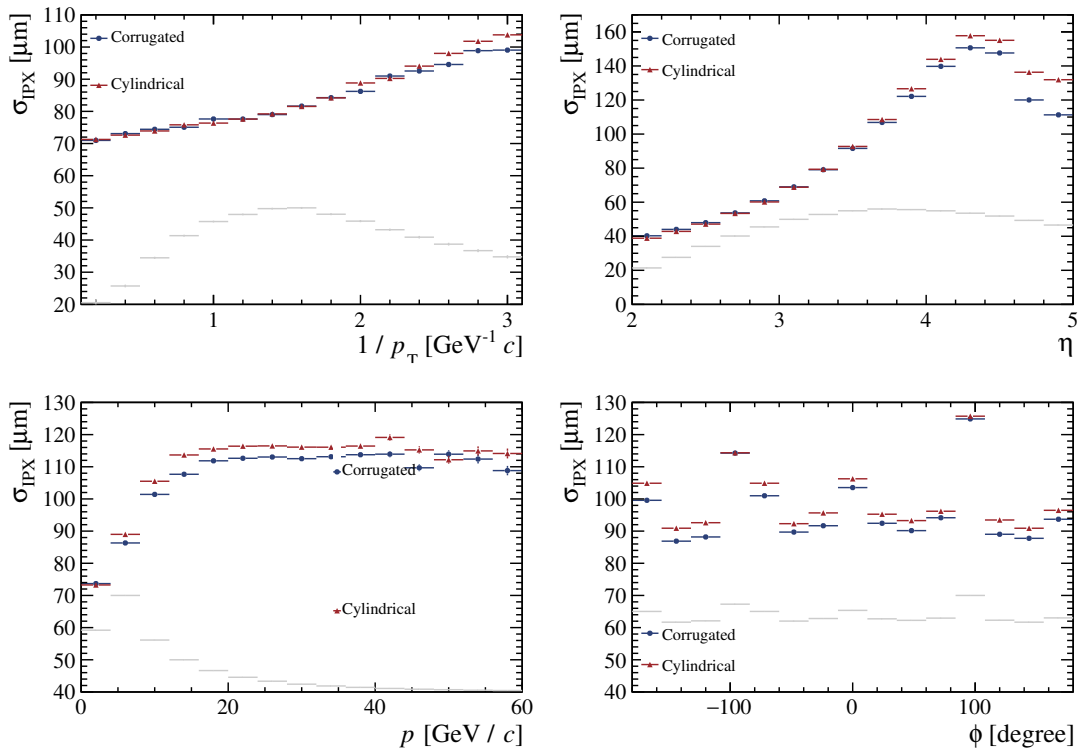 σIPX [μm]
110
100
90
80
70
60
50
40
30
20
Corrugated
Cylindrical
1 2 3
1 / pT [GeV-1 c]
σIPX [μm]
160
140
120
100
80
60
40
20
0
Corrugated
Cylindrical
2 3 4 5
η
σIPX [μm]
130
120
110
100
90
80
70
60
50
40
Corrugated
Cylindrical
0 20 40 60
p [GeV / c]
σIPX [μm]
130
120
110
100
90
80
70
60
50
40
Corrugated
Cylindrical
−100 0 100
ϕ [degree]